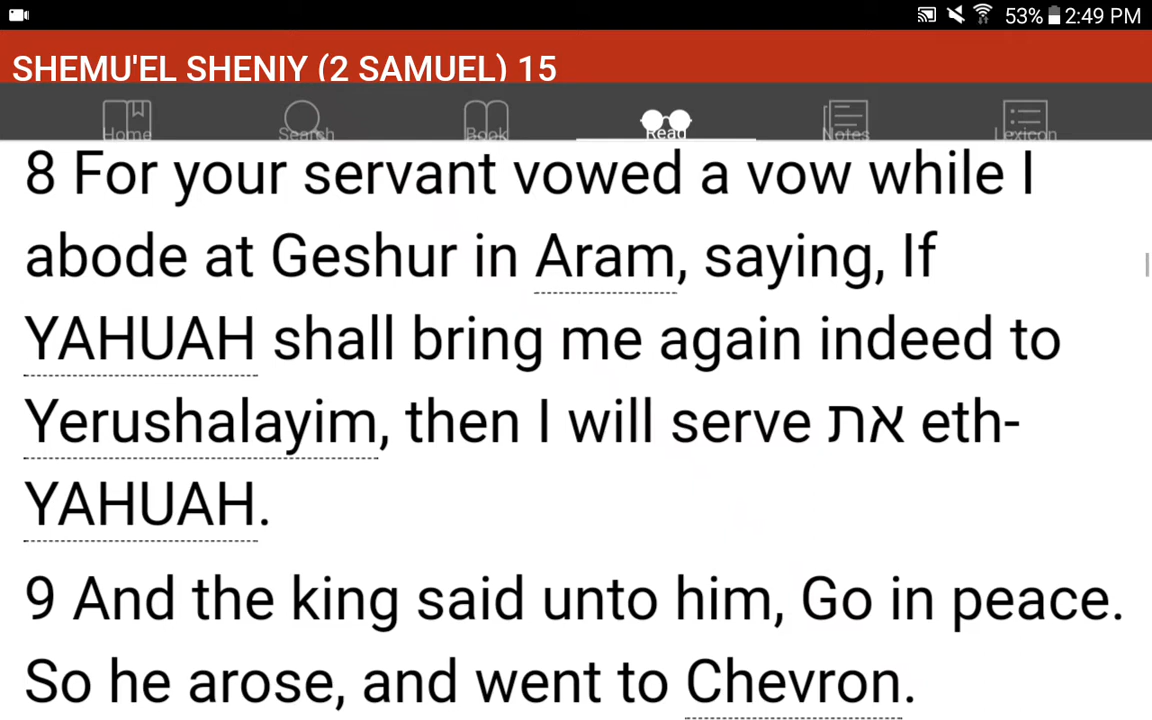 53% 2:49 PM
SHEMU'EL SHENIY (2 SAMUEL) 15
Home Search Book Read Notes Lexicon
8 For your servant vowed a vow while I
abode at Geshur in Aram, saying, If
YAHUAH shall bring me again indeed to
Yerushalayim, then I will serve את eth-
YAHUAH.
9 And the king said unto him, Go in peace.
So he arose, and went to Chevron.